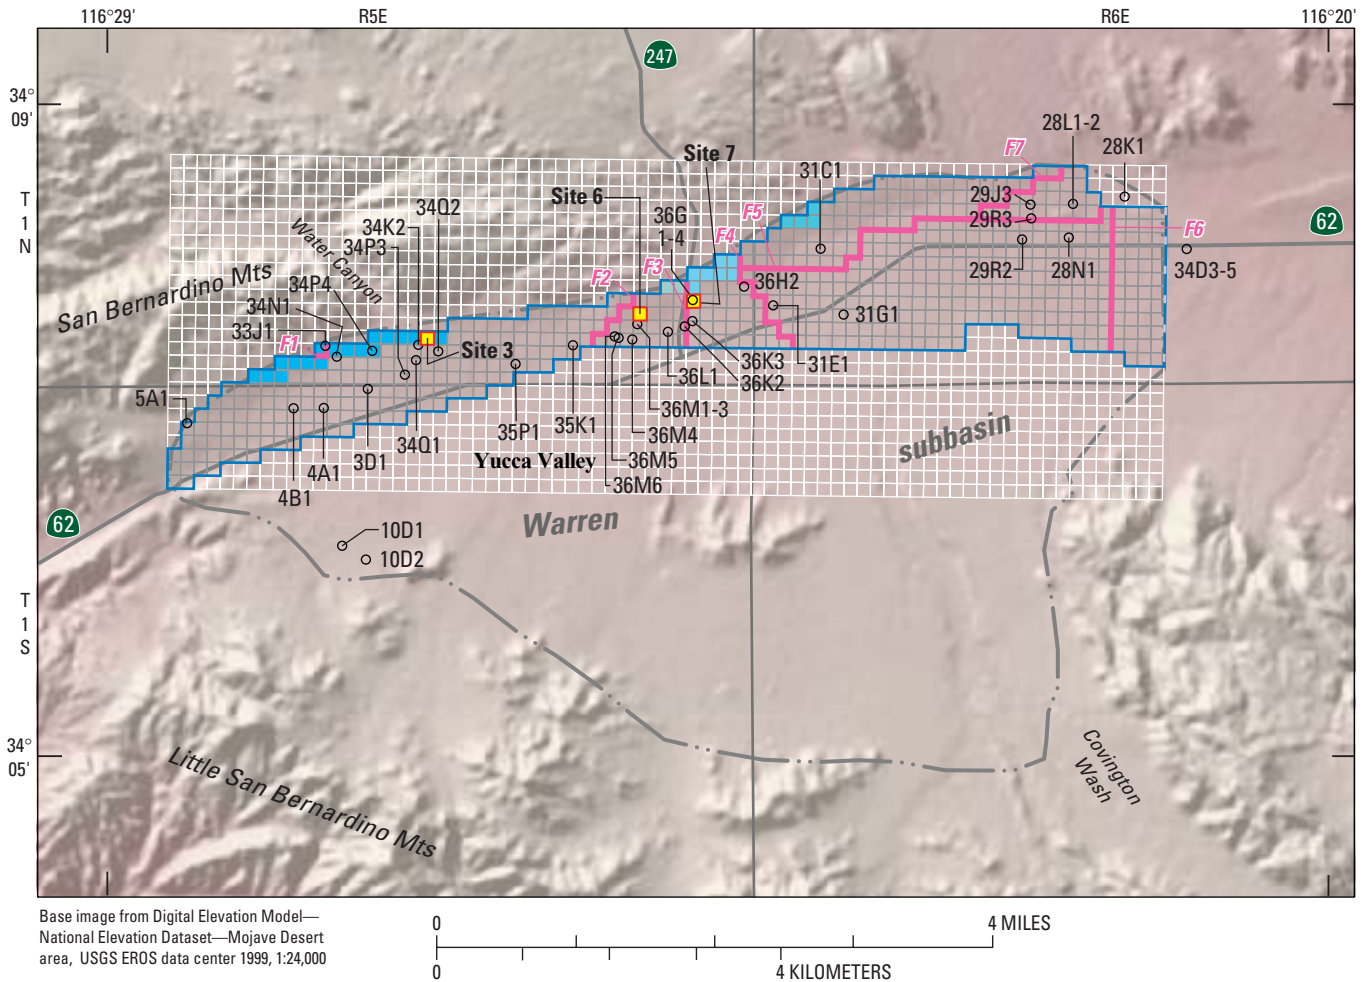 116°29'
R5E
R6E
116°20'
247
34°
09'
28L1-2
F7
28K1
Site 7
31C1
T
1
N
Site 6
29J3
34Q2
F5
36G
1-4
29R3
62
34K2
F4
F6
Water Canyon
34P3
29R2
28N1
34D3-5
San Bernardino Mts
F3
F2
36H2
34P4
34N1
33J1
31G1
F1
Site 3
36K3
31E1
36L1
36K2
5A1
36M1-3
35P1
35K1
36M4
34Q1
subbasin
3D1
Yucca Valley
36M5
4A1
36M6
4B1
62
Warren
10D1
10D2
T
1
S
34°
05'
Covington
Wash
Little San Bernardino Mts
Base image from Digital Elevation Model—
National Elevation Dataset—Mojave Desert
area, USGS EROS data center 1999, 1:24,000
0
4 MILES
0
4 KILOMETERS